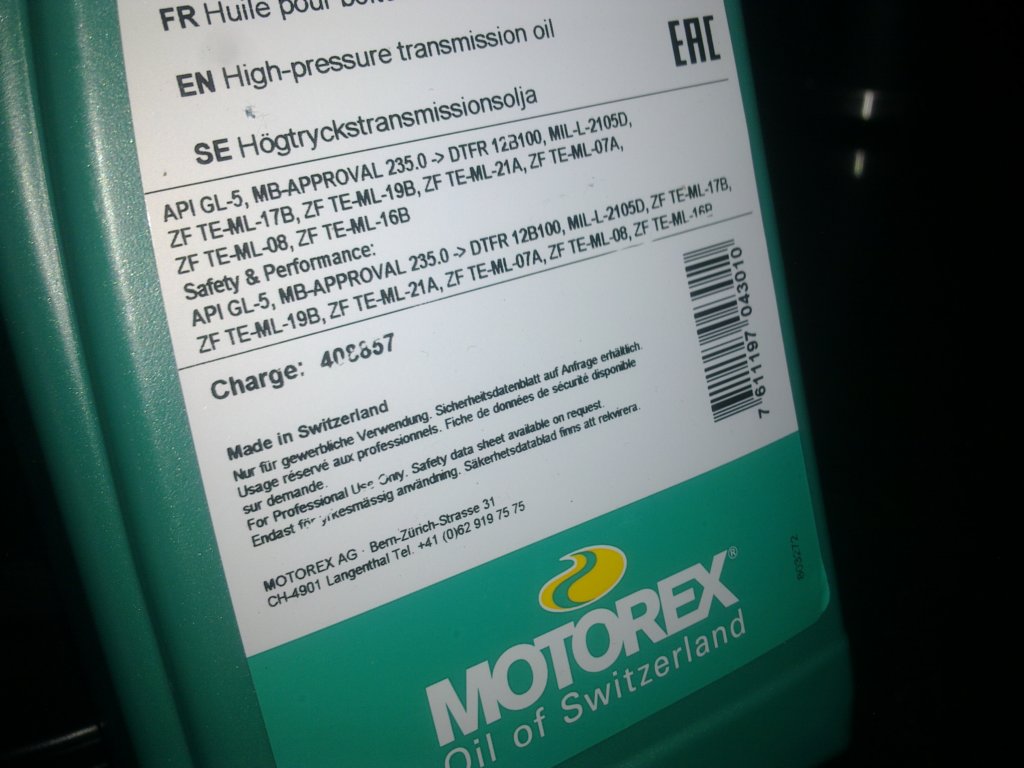 FR Huile pour
EN High-pressure transmission oil
EAC
SE Högtryckstransmissionsolja
API GL-5, MB-APPROVAL 235.0 -> DTFR 12B100, MIL-L-2105D,
ZF TE-ML-17B, ZF TE-ML-19B, ZF TE-ML-21A, ZF TE-ML-07A,
ZF TE-ML-08, ZF TE-ML-16B
Safety & Performance:
API GL-5, MB-APPROVAL 235.0 -> DTFR 12B100, MIL-L-2105D, ZF TE-ML-17B,
ZF TE-ML-19B, ZF TE-ML-21A, ZF TE-ML-07A, ZF TE-ML-08, ZF TE-ML-16B
Charge:
7 611197 043010
Made in Switzerland
Nur für gewerbliche Verwendung. Sicherheitsdatenblatt auf Anfrage erhältlich.
Usage réservé aux professionnels. Fiche de données de sécurité disponible
sur demande.
For Professional Use Only. Safety data sheet available on request.
Endast för yrkesmässig användning. Säkerhetsdatablad finns att rekvirera.
MOTOREX AG · Bern-Zürich-Strasse 31
CH-4901 Langenthal Tel. +41 (0)62 919 75 75
MOTOREX®
Oil of Switzerland